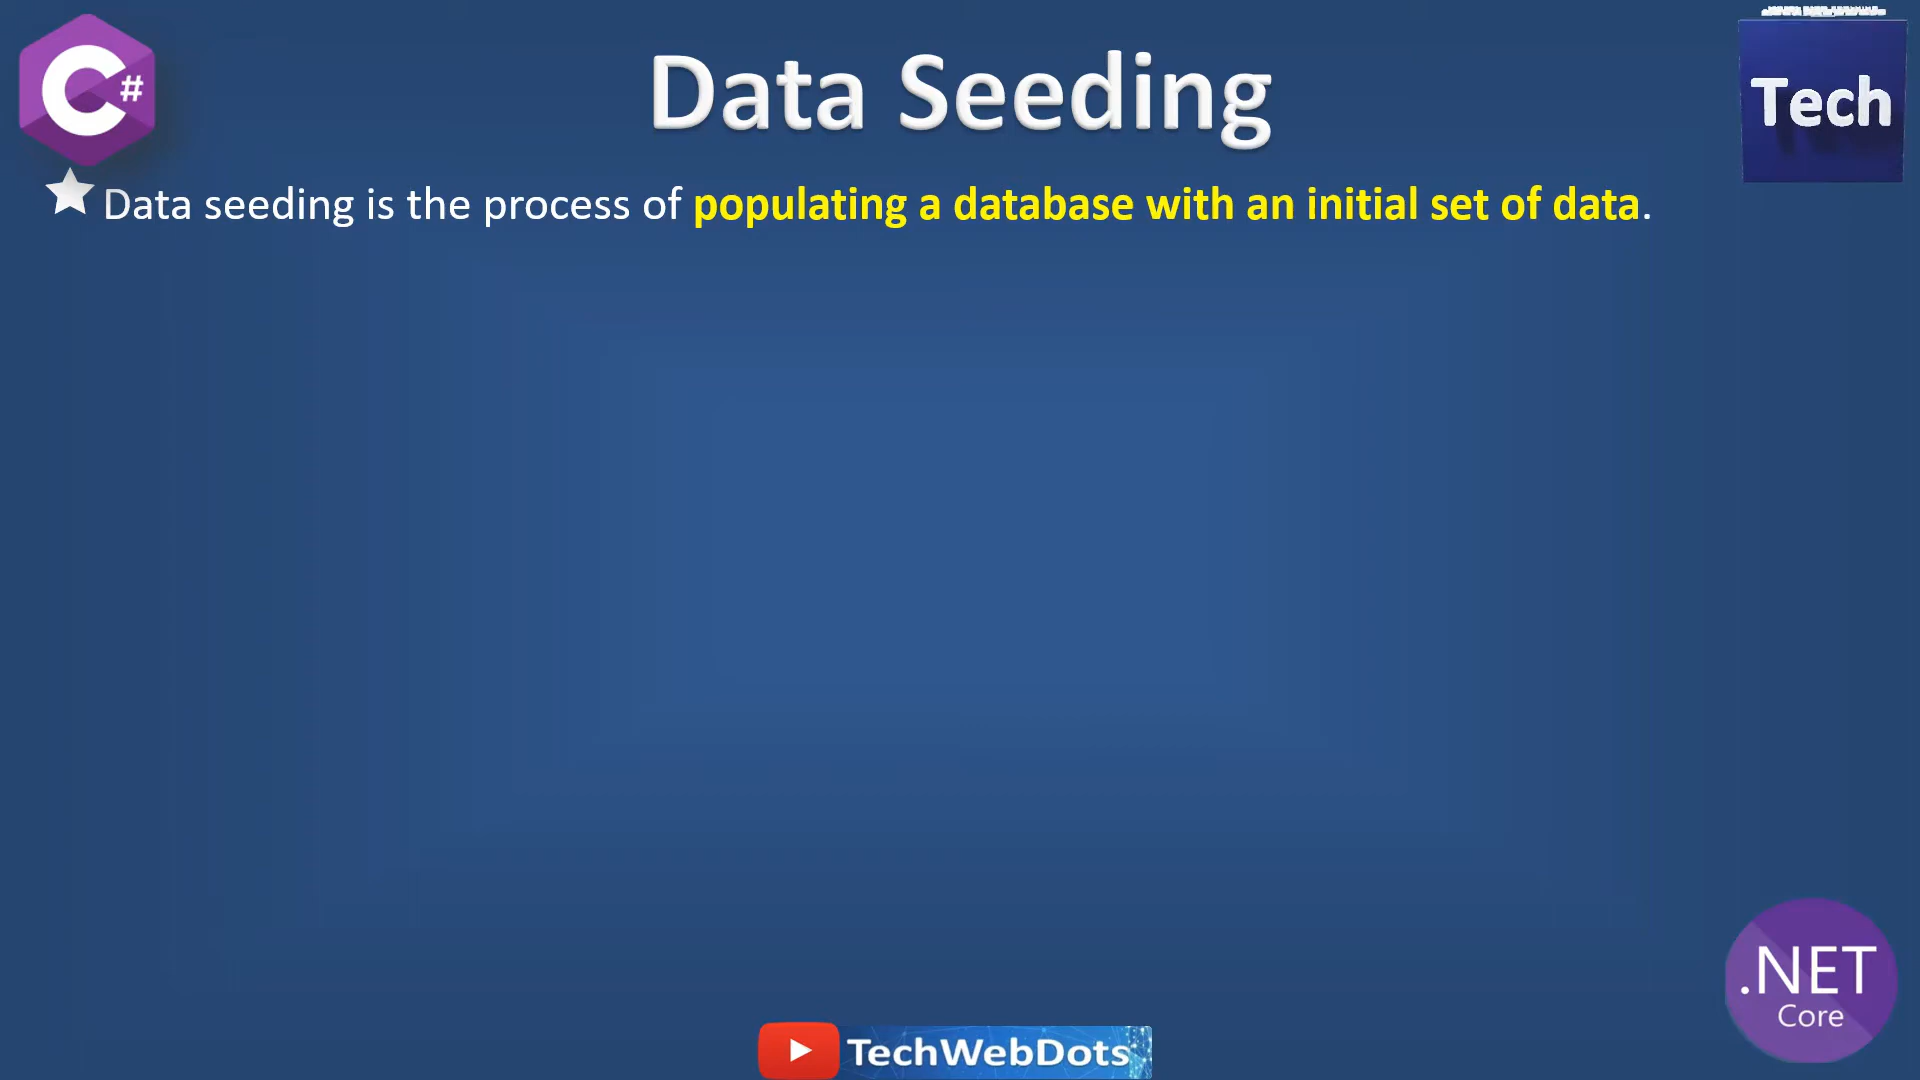 C#
Data Seeding
Tech
Data seeding is the process of populating a database with an initial set of data.
.NET
Core
TechWebDots